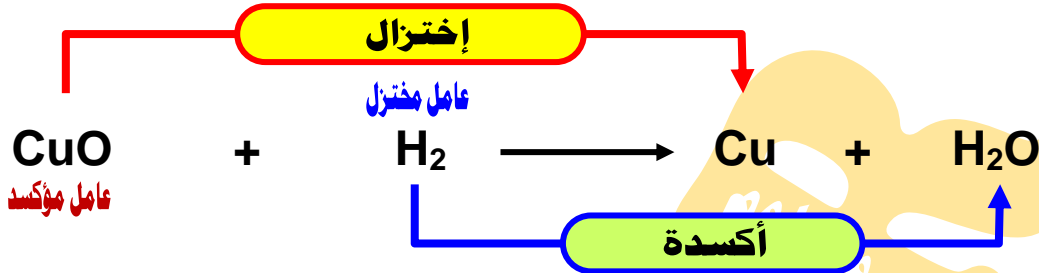 إختزال
عامل مختزل
CuO + H₂ ⟶ Cu + H₂O
عامل مؤكسد
أكسدة